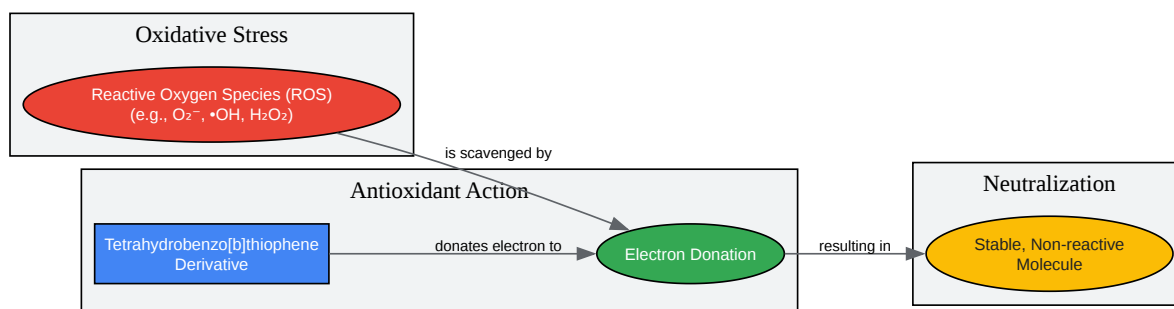 Oxidative Stress
Reactive Oxygen Species (ROS)
(e.g., O₂⁻, •OH, H₂O₂)
is scavenged by
Antioxidant Action
Tetrahydrobenzo[b]thiophene
Derivative
donates electron to
Electron Donation
resulting in
Neutralization
Stable, Non-reactive
Molecule